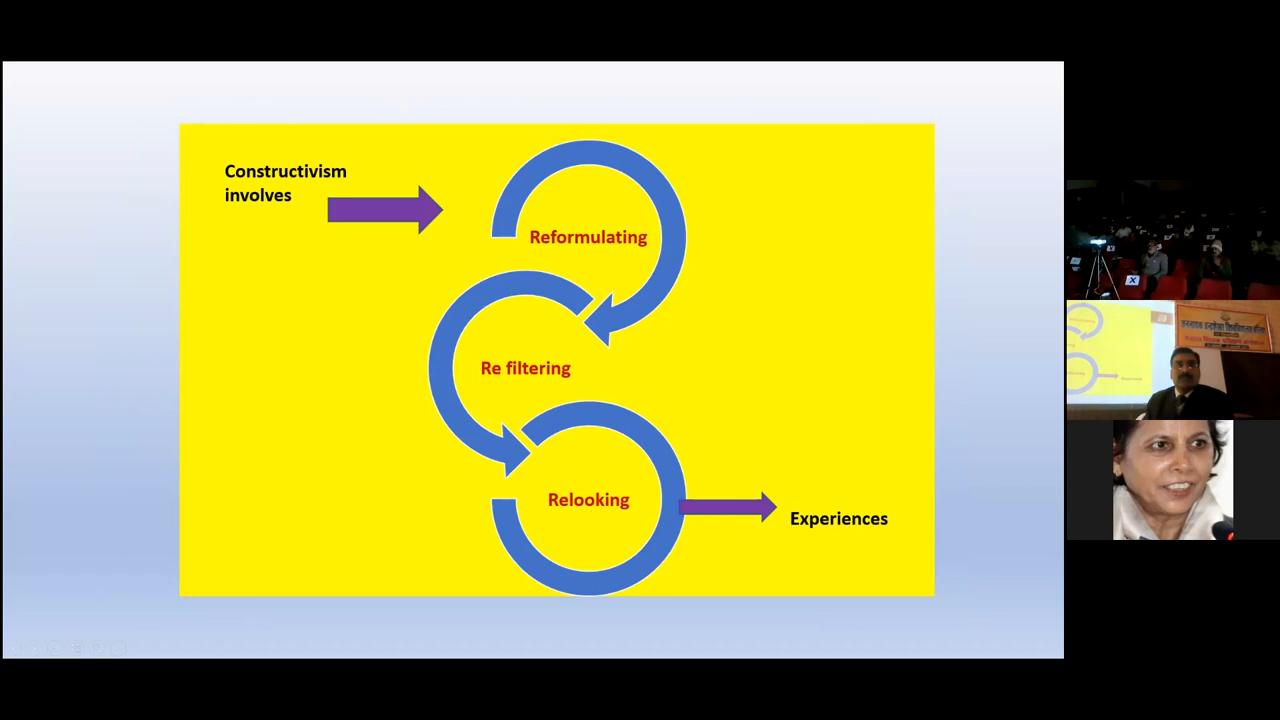 Constructivism
involves
Reformulating
Re filtering
Relooking
Experiences
X